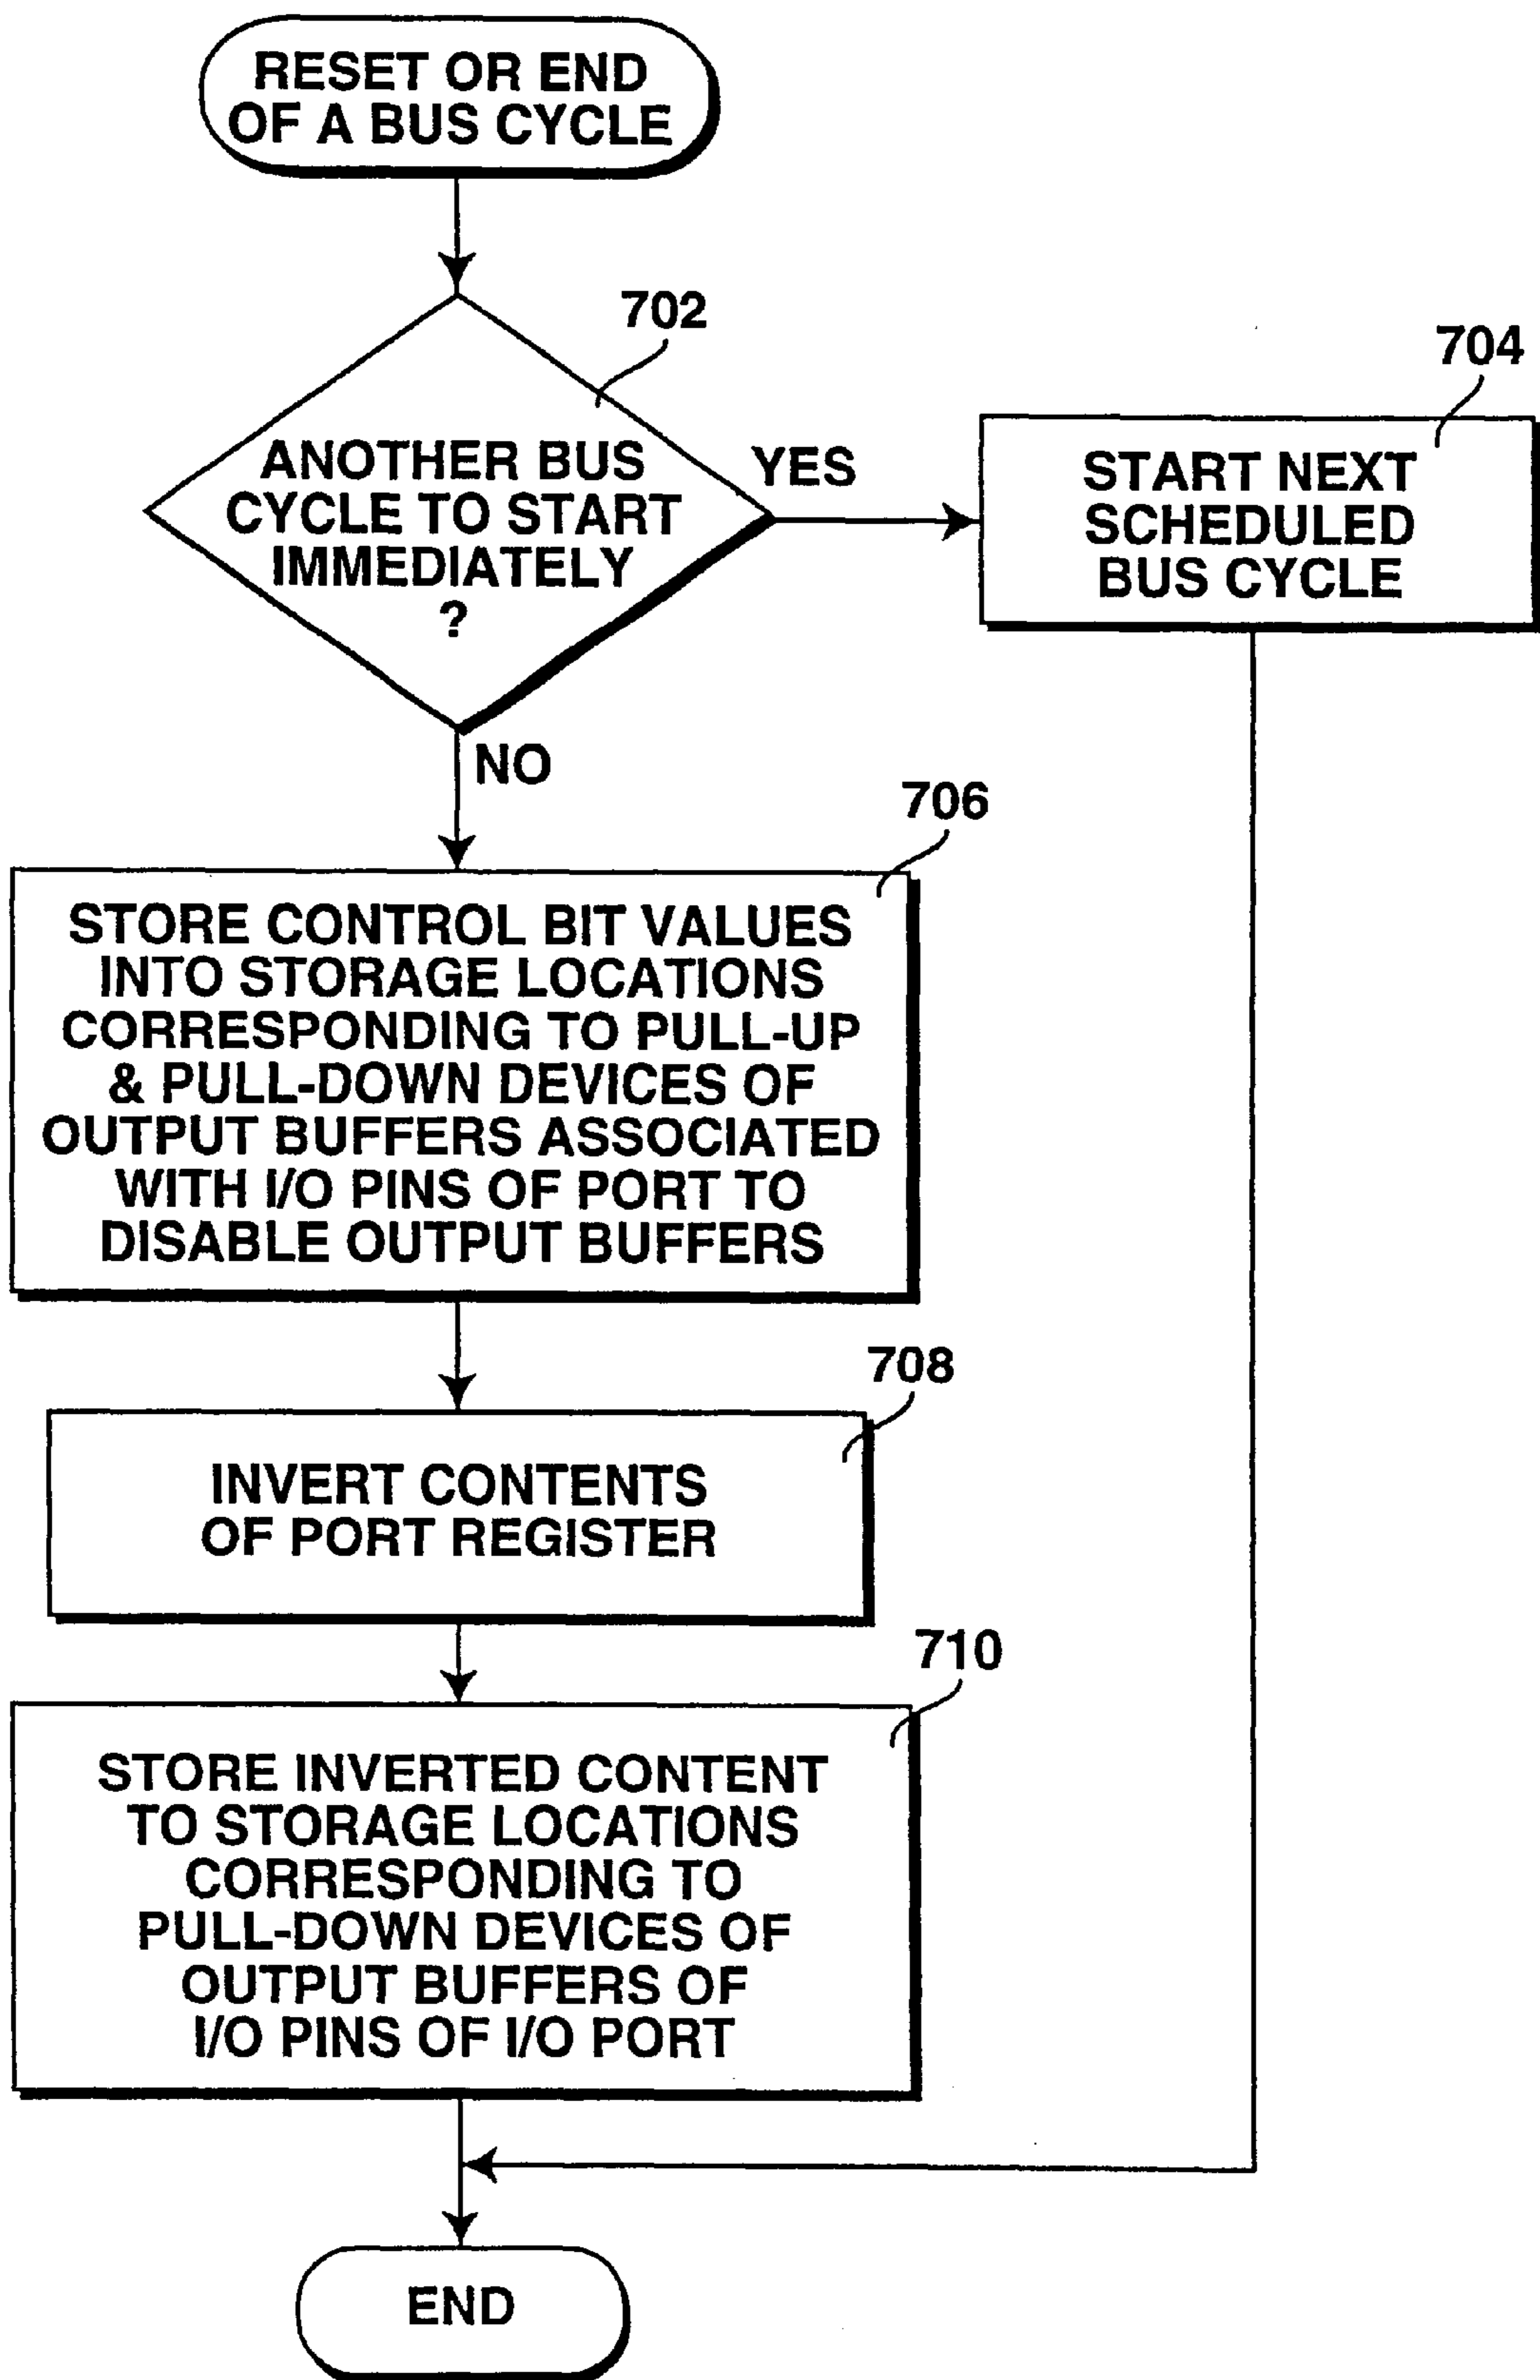 RESET OR END
OF A BUS CYCLE
702
ANOTHER BUS
CYCLE TO START
IMMEDIATELY
?
YES
704
START NEXT
SCHEDULED
BUS CYCLE
NO
706
STORE CONTROL BIT VALUES
INTO STORAGE LOCATIONS
CORRESPONDING TO PULL-UP
& PULL-DOWN DEVICES OF
OUTPUT BUFFERS ASSOCIATED
WITH I/O PINS OF PORT TO
DISABLE OUTPUT BUFFERS
708
INVERT CONTENTS
OF PORT REGISTER
710
STORE INVERTED CONTENT
TO STORAGE LOCATIONS
CORRESPONDING TO
PULL-DOWN DEVICES OF
OUTPUT BUFFERS OF
I/O PINS OF I/O PORT
END